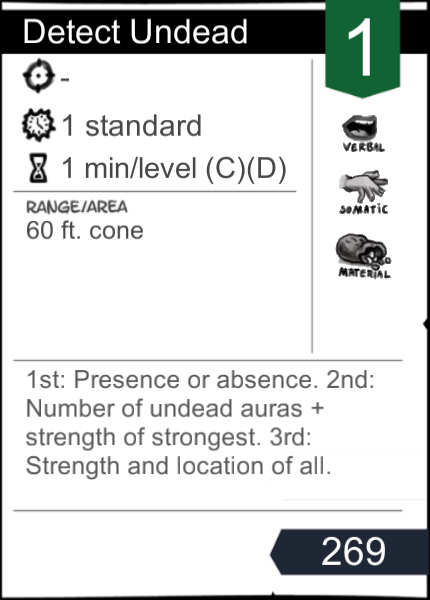 Detect Undead
1
-
1 standard
1 min/level (C)(D)
VERBAL
SOMATIC
MATERIAL
RANGE/AREA
60 ft. cone
1st: Presence or absence. 2nd:
Number of undead auras +
strength of strongest. 3rd:
Strength and location of all.
269